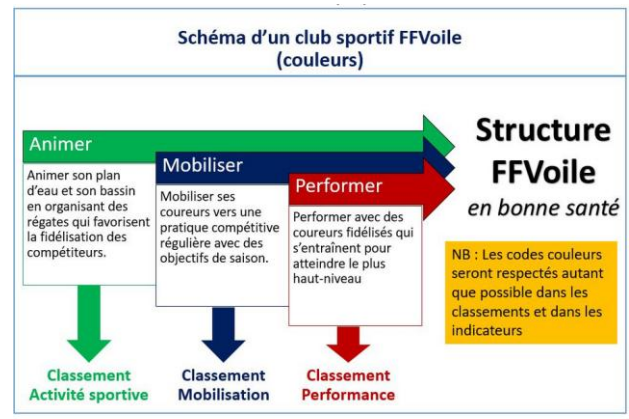 Schéma d'un club sportif FFVoile
(couleurs)
Animer
Animer son plan
d'eau et son bassin
en organisant des
régates qui favorisent
la fidélisation des
compétiteurs.
Mobiliser
Mobiliser ses
coureurs vers une
pratique compétitive
régulière avec des
objectifs de saison.
Performer
Performer avec des
coureurs fidélisés qui
s'entraînent pour
atteindre le plus
haut-niveau
Structure
FFVoile
en bonne santé
NB : Les codes couleurs
seront respectés autant
que possible dans les
classements et dans les
indicateurs
Classement
Activité sportive
Classement
Mobilisation
Classement
Performance